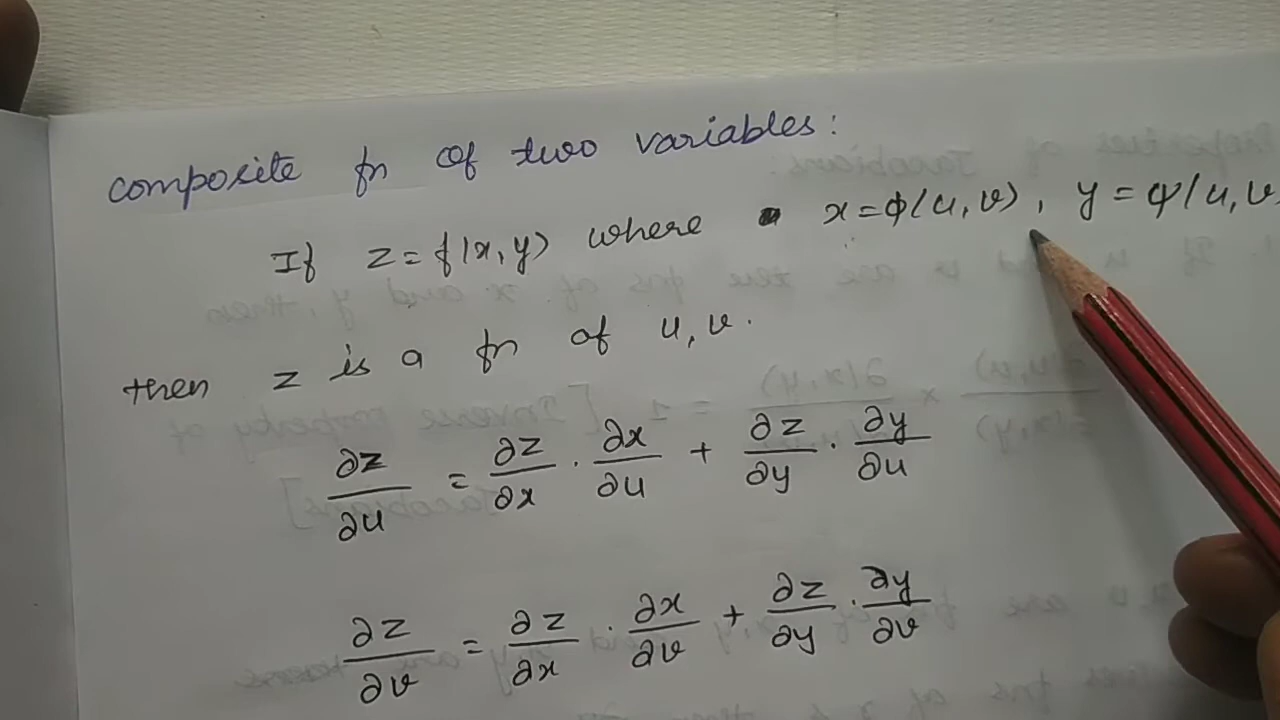 composite fn of two variables:
If z = f(x, y) where x = φ(u, v), y = ψ(u, v
then z is a fn of u, v.
∂z/∂u = ∂z/∂x · ∂x/∂u + ∂z/∂y · ∂y/∂u
∂z/∂v = ∂z/∂x · ∂x/∂v + ∂z/∂y · ∂y/∂v